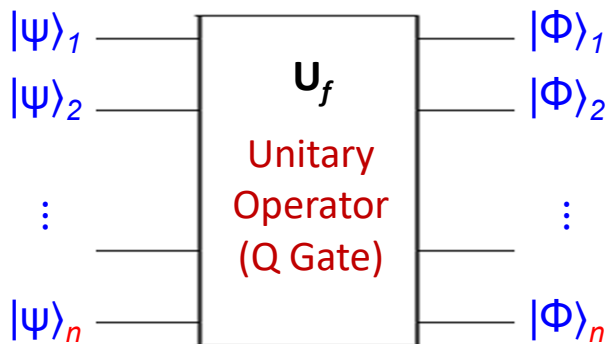 |ψ⟩1 |Φ⟩1
U𝑓
|ψ⟩2 |Φ⟩2
Unitary
⋮ Operator ⋮
(Q Gate)
|ψ⟩n |Φ⟩n